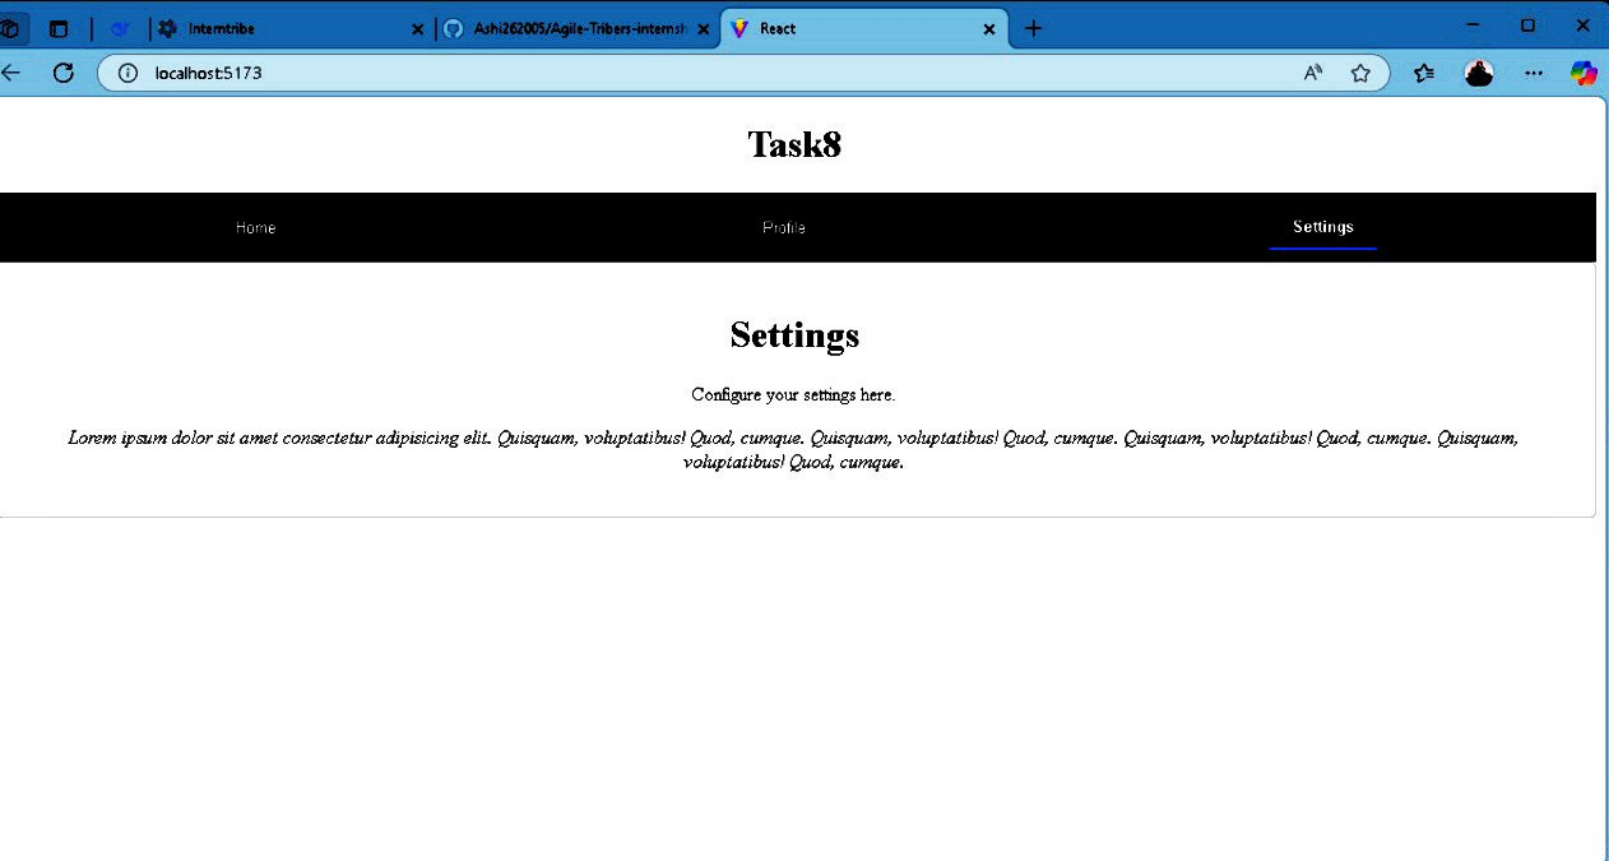 Interntribe
Ashi262005/Agile-Tribers-internsh
React
localhost:5173
Task8
Home Profile Settings
Settings
Configure your settings here.
Lorem ipsum dolor sit amet consectetur adipisicing elit. Quisquam, voluptatibus! Quod, cumque. Quisquam, voluptatibus! Quod, cumque. Quisquam, voluptatibus! Quod, cumque. Quisquam,
voluptatibus! Quod, cumque.